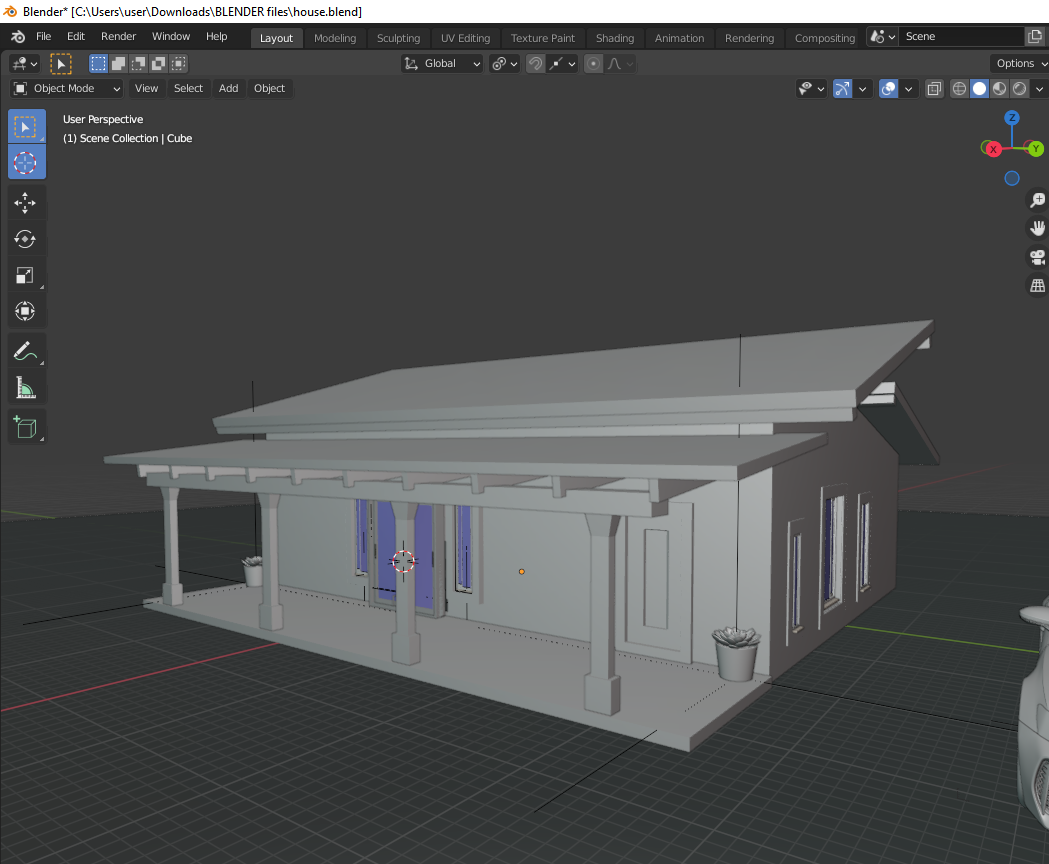 Blender* [C:\Users\user\Downloads\BLENDER files\house.blend]
File Edit Render Window Help Layout Modeling Sculpting UV Editing Texture Paint Shading Animation Rendering Compositing Scene
Global Options
Object Mode View Select Add Object
User Perspective
(1) Scene Collection | Cube
Z
X Y